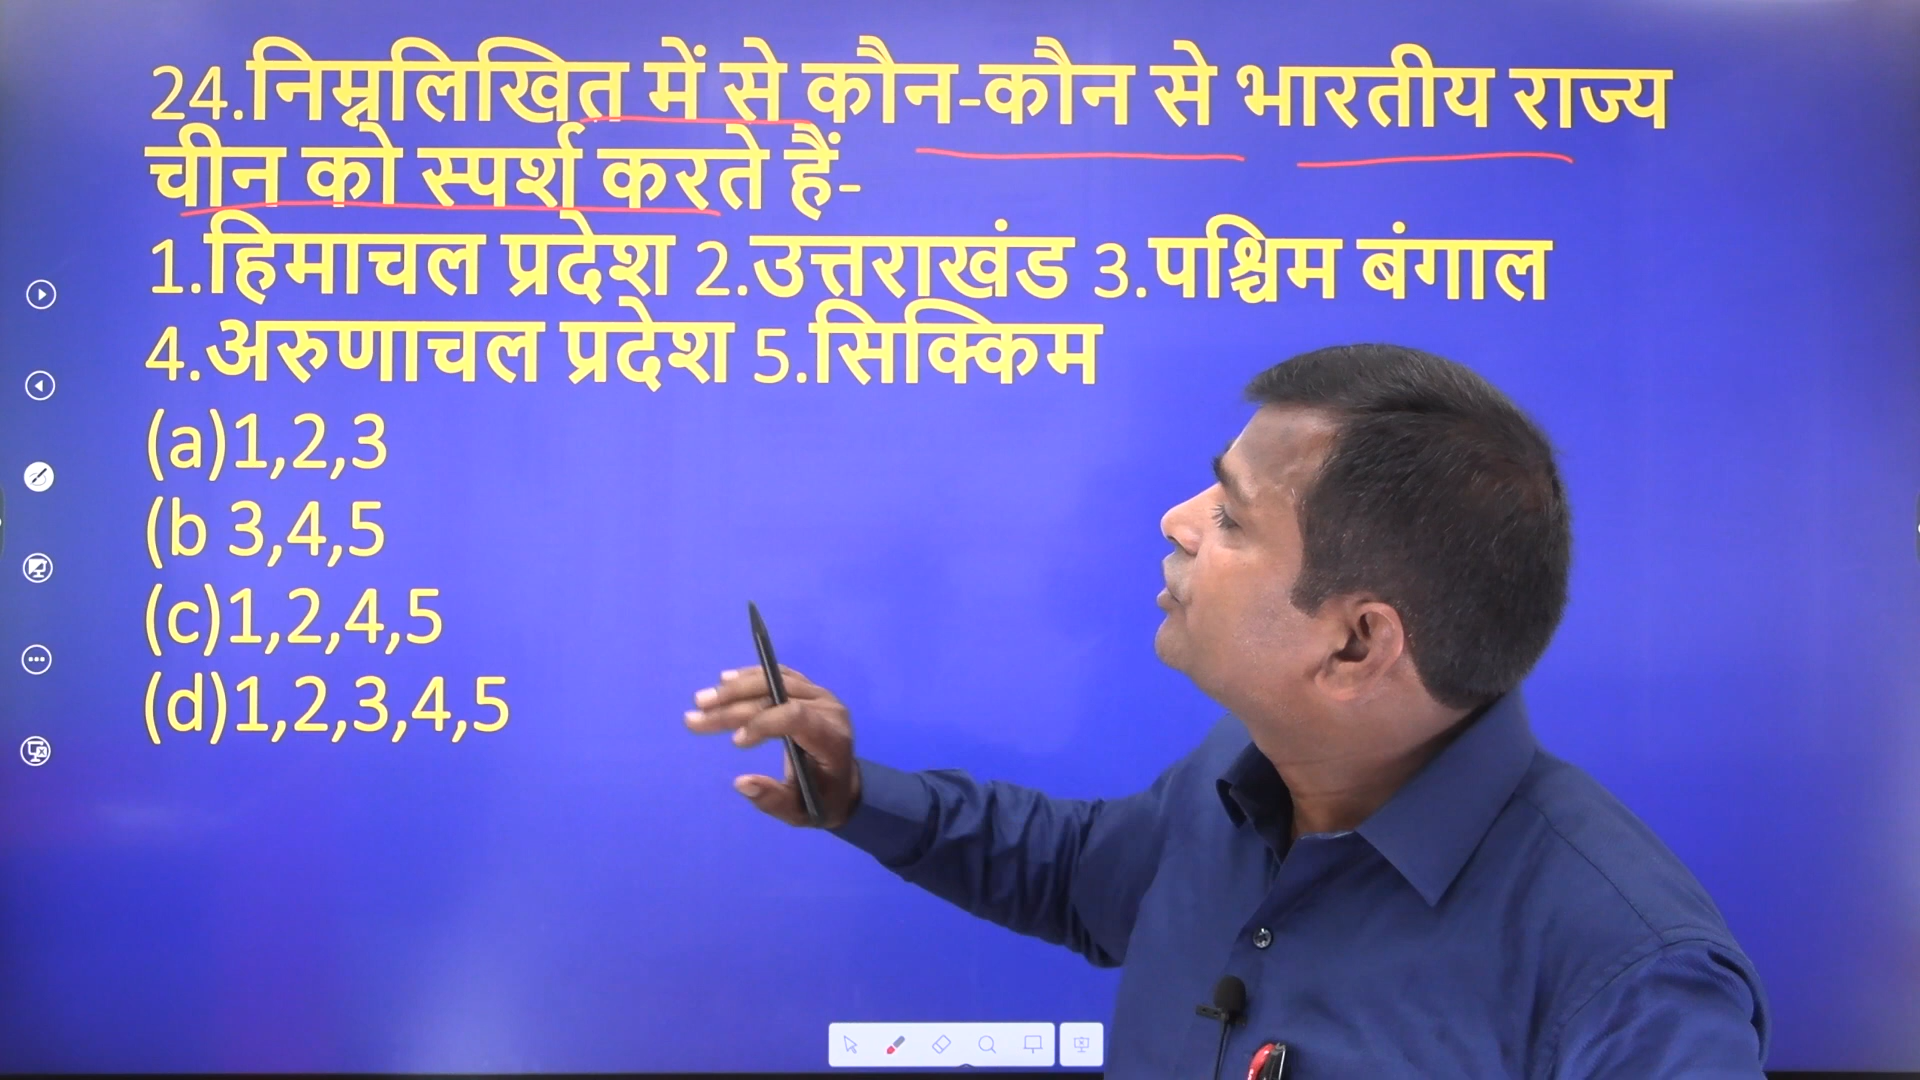 24.निम्नलिखित में से कौन-कौन से भारतीय राज्य
चीन को स्पर्श करते हैं-
1.हिमाचल प्रदेश 2.उत्तराखंड 3.पश्चिम बंगाल
4.अरुणाचल प्रदेश 5.सिक्किम
(a)1,2,3
(b 3,4,5
(c)1,2,4,5
(d)1,2,3,4,5